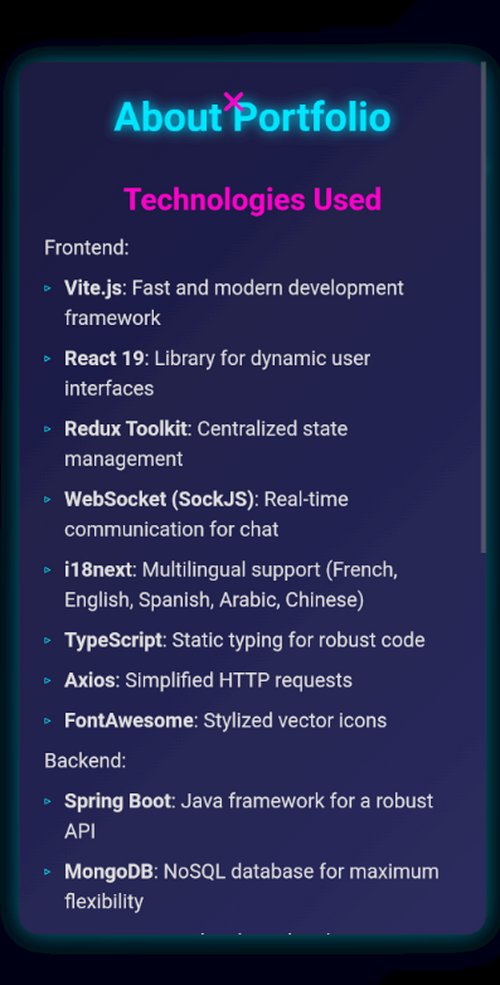 About Portfolio
Technologies Used
Frontend:
Vite.js: Fast and modern development
framework
React 19: Library for dynamic user
interfaces
Redux Toolkit: Centralized state
management
WebSocket (SockJS): Real-time
communication for chat
i18next: Multilingual support (French,
English, Spanish, Arabic, Chinese)
TypeScript: Static typing for robust code
Axios: Simplified HTTP requests
FontAwesome: Stylized vector icons
Backend:
Spring Boot: Java framework for a robust
API
MongoDB: NoSQL database for maximum
flexibility